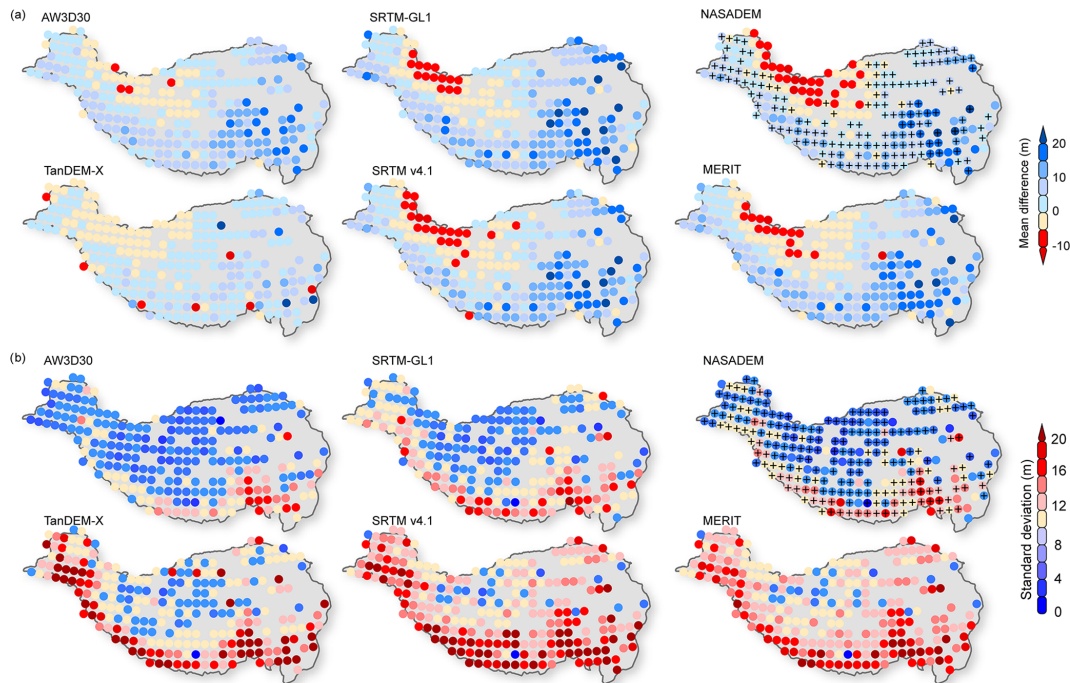 (a)
AW3D30
SRTM-GL1
NASADEM
TanDEM-X
SRTM v4.1
MERIT
20
10
0
-10
Mean difference (m)
(b)
AW3D30
SRTM-GL1
NASADEM
TanDEM-X
SRTM v4.1
MERIT
20
16
12
8
4
0
Standard deviation (m)